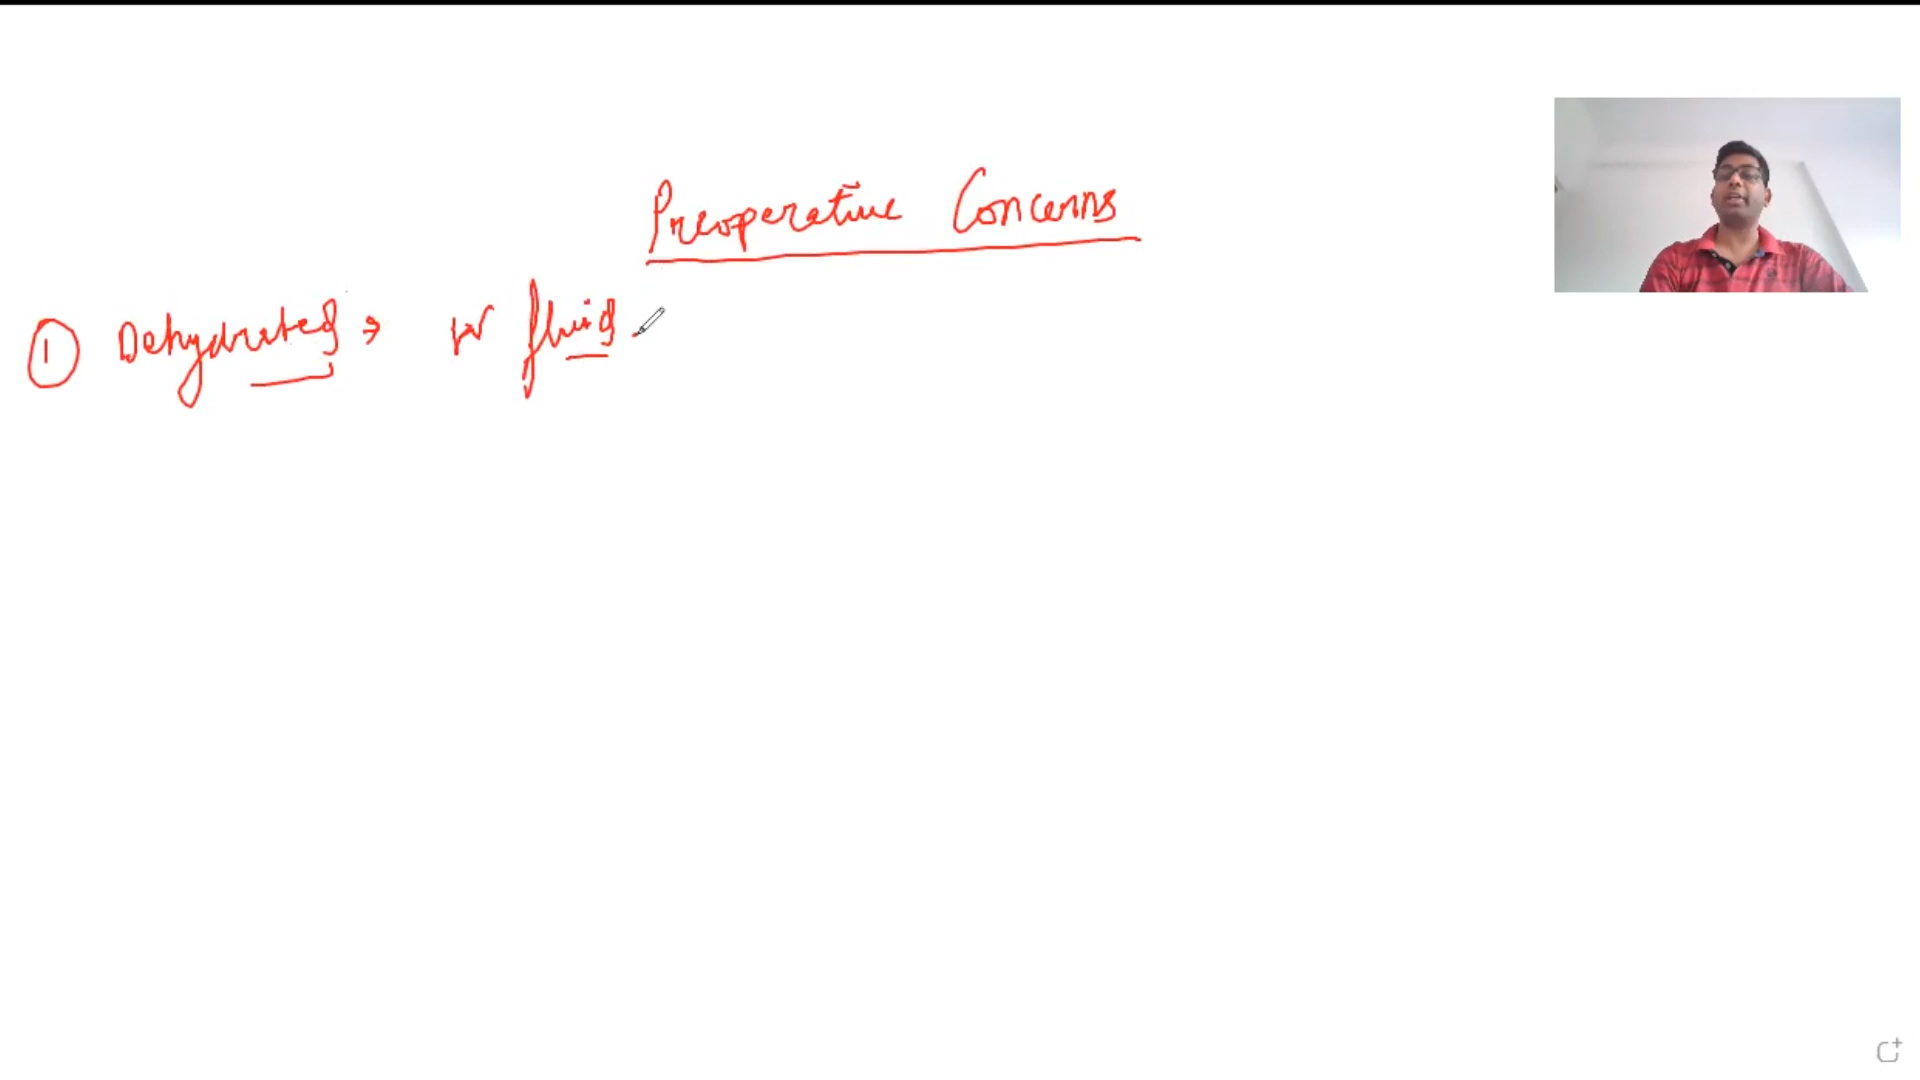 Preoperative Concerns
① Dehydrated → IV fluid